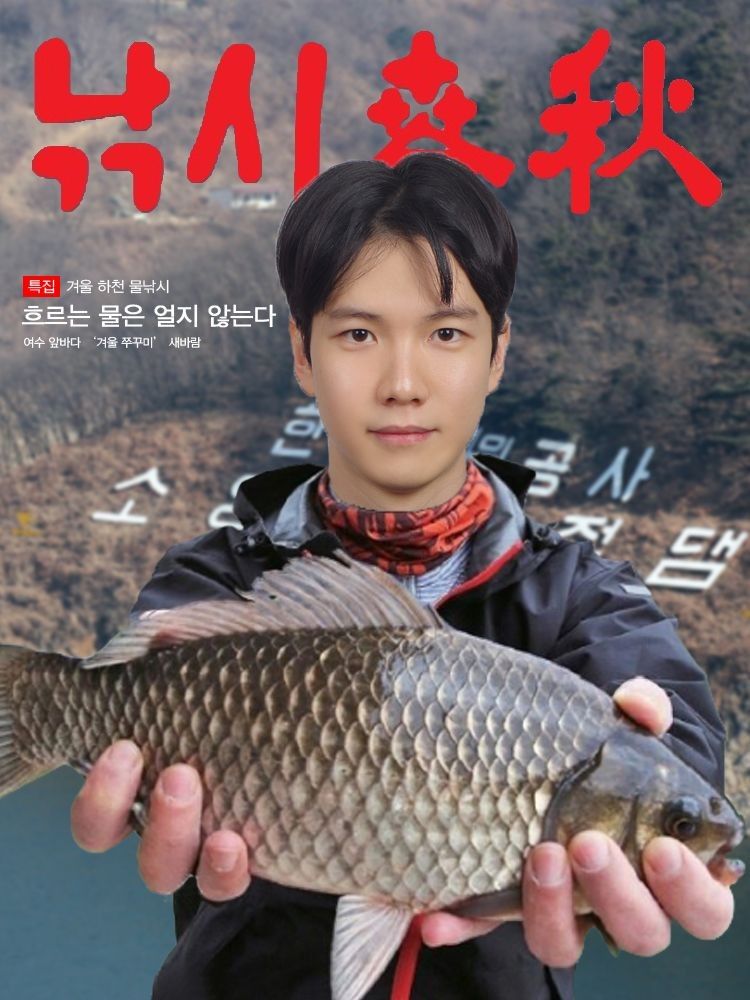 낚시春秋
특집 겨울 하천 물낚시
흐르는 물은 얼지 않는다
여수 앞바다 ‘겨울 쭈꾸미’ 새바람
공사
소
댐